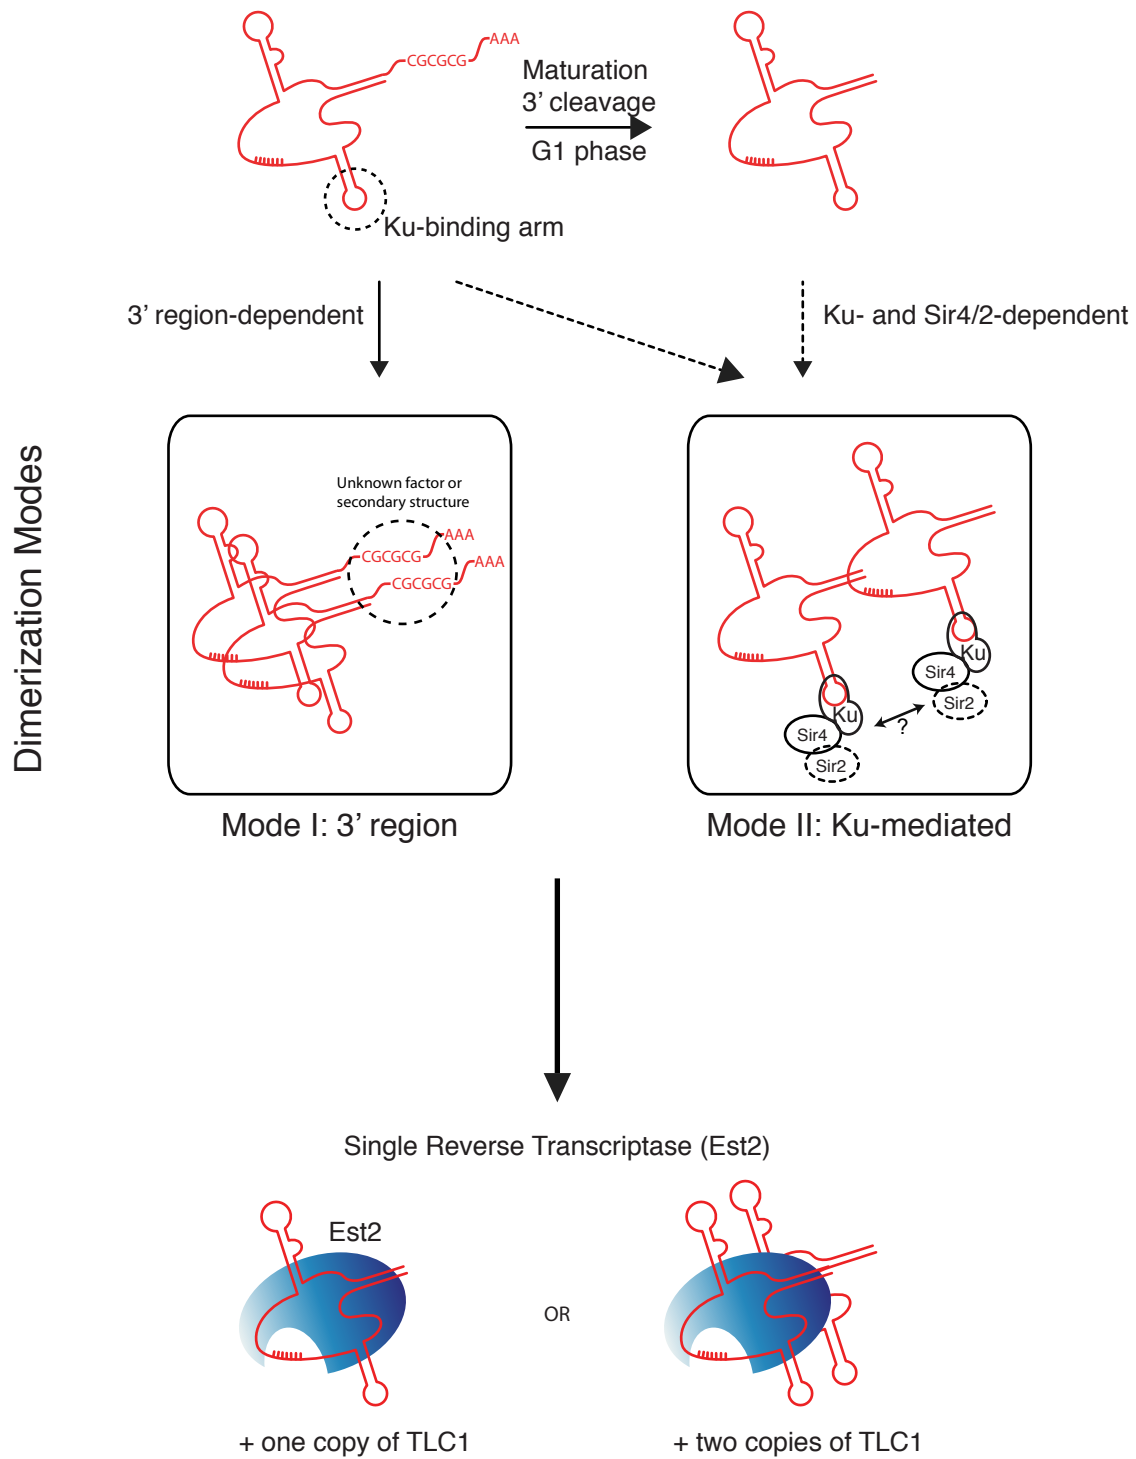 AAA
CGCGCG
Maturation
3’ cleavage
G1 phase
Ku-binding arm
3’ region-dependent
Ku- and Sir4/2-dependent
Dimerization Modes
Unknown factor or
secondary structure
AAA
CGCGCG
AAA
CGCGCG
Ku
Sir4
Sir2
?
Ku
Sir4
Sir2
Mode I: 3’ region
Mode II: Ku-mediated
Single Reverse Transcriptase (Est2)
Est2
OR
+ one copy of TLC1
+ two copies of TLC1